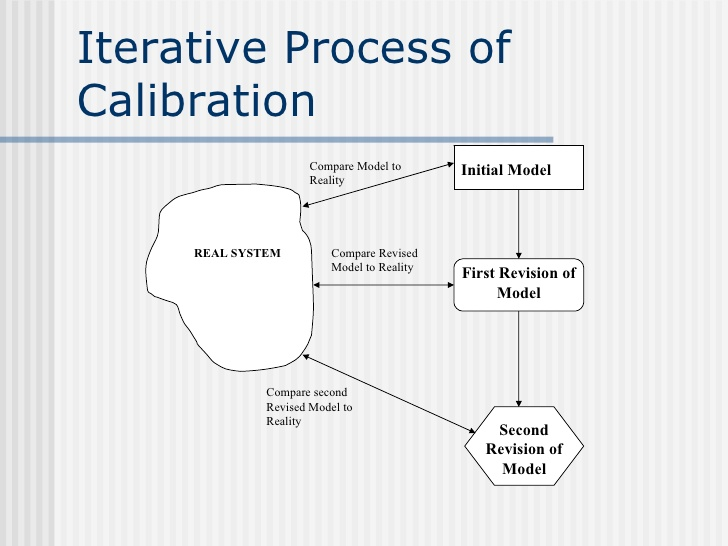 Iterative Process of
Calibration
Compare Model to
Reality
Initial Model
REAL SYSTEM
Compare Revised
Model to Reality
First Revision of
Model
Compare second
Revised Model to
Reality
Second
Revision of
Model